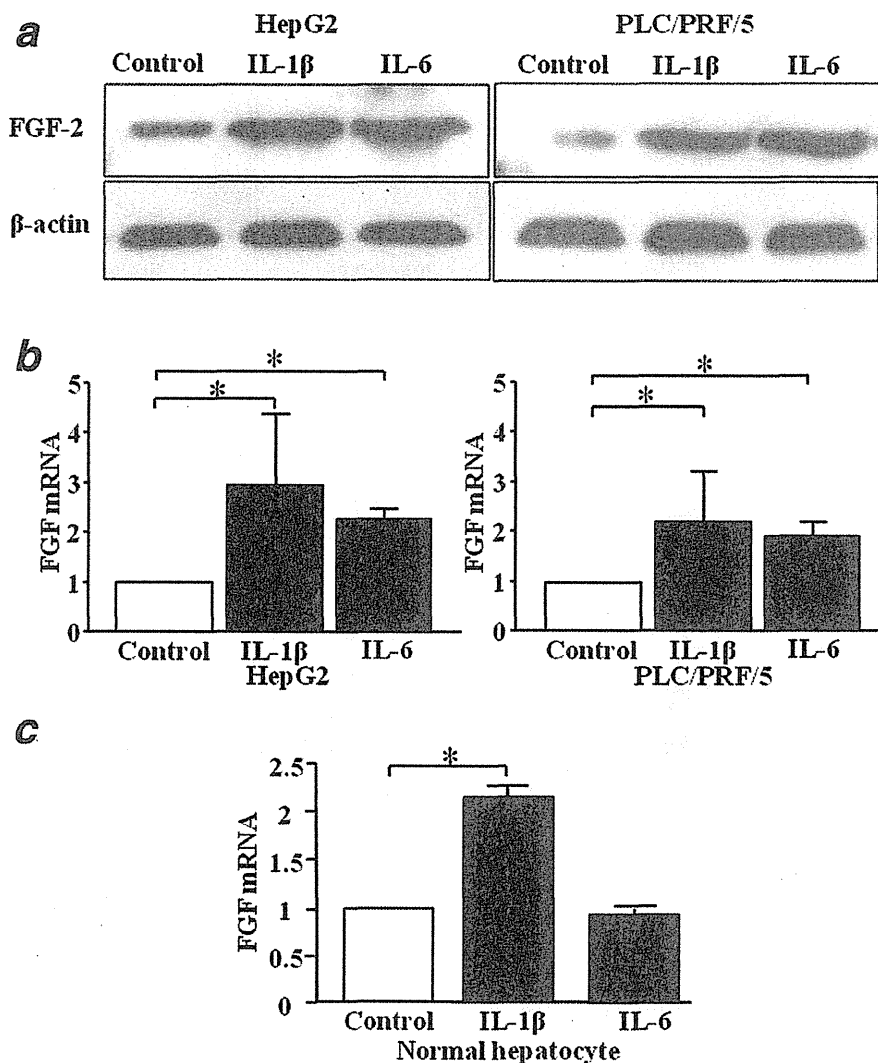 a
HepG2 PLC/PRF/5
Control IL-1β IL-6 Control IL-1β IL-6
FGF-2
β-actin
b
* *
* *
FGF mRNA
5
4
3
2
1
0
Control IL-1β IL-6
HepG2
FGF mRNA
5
4
3
2
1
0
Control IL-1β IL-6
PLC/PRF/5
c
*
FGF mRNA
2.5
2
1.5
1
0.5
0
Control IL-1β IL-6
Normal hepatocyte